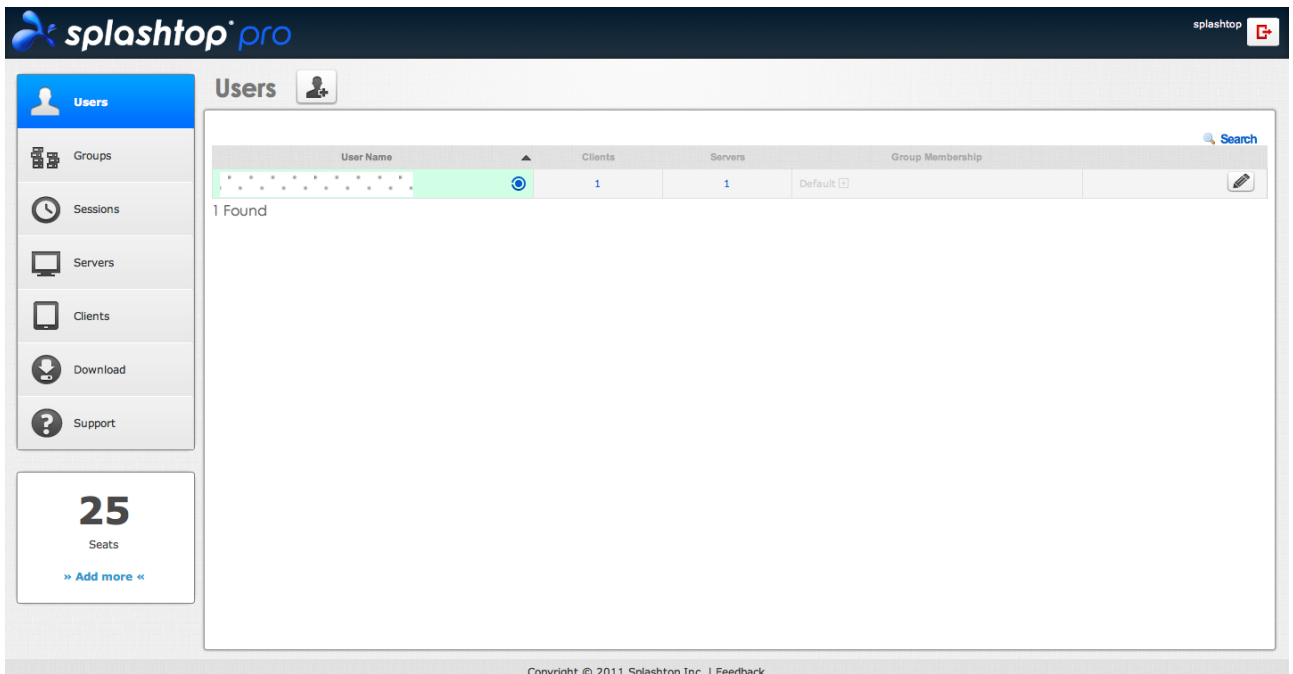 splashtop pro
splashtop
Users
Groups
Sessions
Servers
Clients
Download
Support
25
Seats
» Add more «
Users
Search
User Name Clients Servers Group Membership
1 1 Default
1 Found
Copyright © 2011 Splashtop Inc. | Feedback